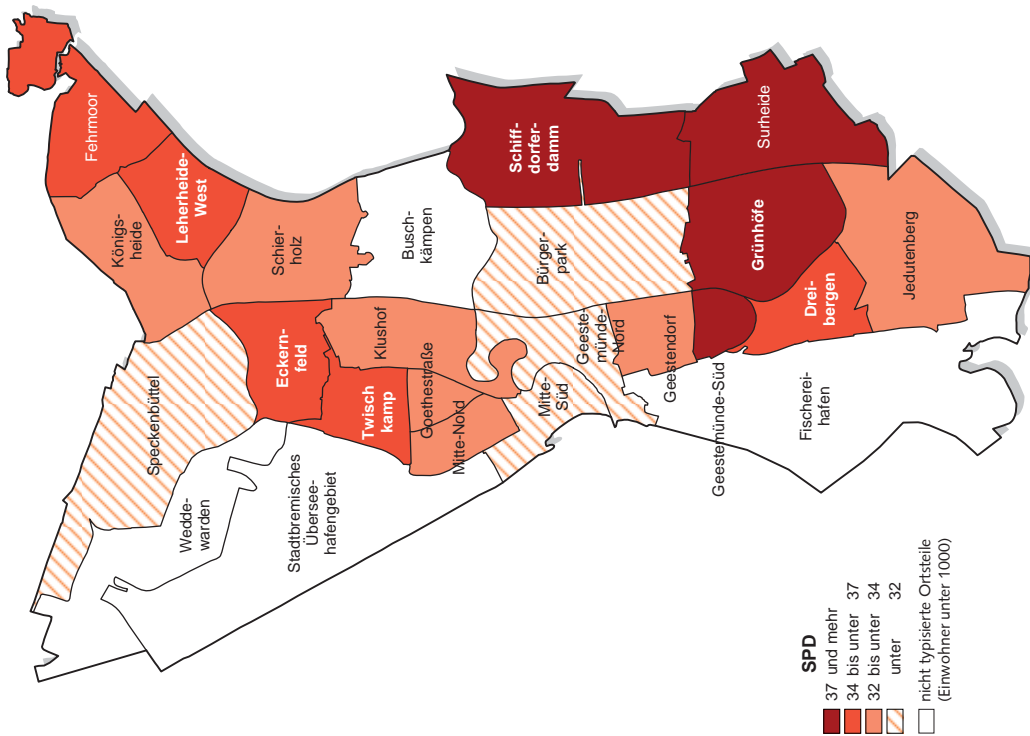 Fehrmoor
Königs-
heide
Leherheide-
West
Schier-
holz
Speckenbüttel
Eckern-
feld
Wedde-
warden
Stadtbremisches
Übersee-
hafengebiet
Twisch
kamp
Klushof
Goethestraße
Mitte-Nord
Busch-
kämpen
Schiff-
dorfer-
damm
Bürger-
park
Mitte-
Süd
Geeste-
münde-
Nord
Geestendorf
Geestemünde-Süd
Grünhöfe
Surheide
Drei-
bergen
Jedutenberg
Fischerei-
hafen
SPD
37 und mehr
34 bis unter 37
32 bis unter 34
unter 32
nicht typisierte Ortsteile
(Einwohner unter 1000)